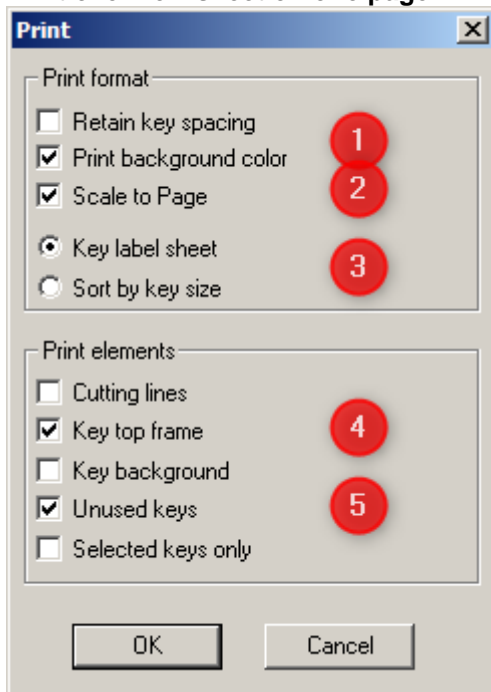 Print
Print format
Retain key spacing
Print background color
1
Scale to Page
2
Key label sheet
3
Sort by key size
Print elements
Cutting lines
Key top frame
4
Key background
Unused keys
5
Selected keys only
OK Cancel